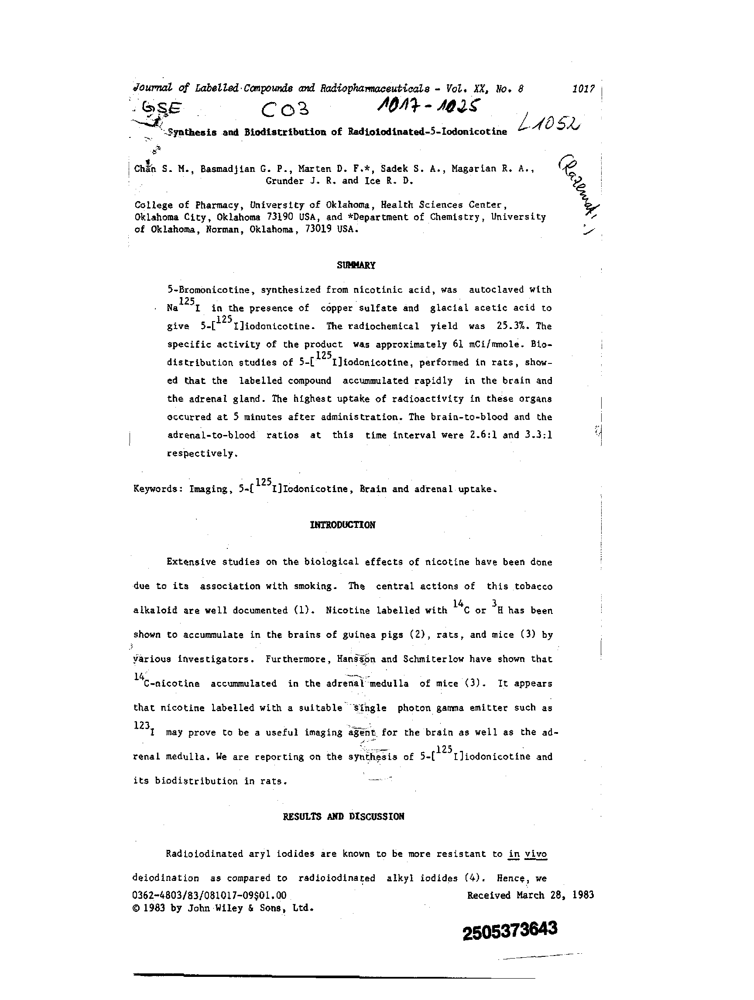 Journal of Labelled Compounds and Radiopharmaceuticals - Vol. XX, No. 8 1017
GSE CO3 1017-1025
L1052
Synthesis and Biodistribution of Radioiodinated-5-Iodonicotine
Chan S. M., Basmadjian G. P., Marten D. F.*, Sadek S. A., Magarian R. A.,
Grunder J. R. and Ice R. D.
College of Pharmacy, University of Oklahoma, Health Sciences Center,
Oklahoma City, Oklahoma 73190 USA, and *Department of Chemistry, University
of Oklahoma, Norman, Oklahoma, 73019 USA.
SUMMARY
5-Bromonicotine, synthesized from nicotinic acid, was autoclaved with
Na125I in the presence of copper sulfate and glacial acetic acid to
give 5-[125I]iodonicotine. The radiochemical yield was 25.3%. The
specific activity of the product was approximately 61 mCi/mmole. Bio-
distribution studies of 5-[125I]iodonicotine, performed in rats, show-
ed that the labelled compound accummulated rapidly in the brain and
the adrenal gland. The highest uptake of radioactivity in these organs
occurred at 5 minutes after administration. The brain-to-blood and the
adrenal-to-blood ratios at this time interval were 2.6:1 and 3.3:1
respectively.
Keywords: Imaging, 5-[125I]Iodonicotine, Brain and adrenal uptake.
INTRODUCTION
Extensive studies on the biological effects of nicotine have been done
due to its association with smoking. The central actions of this tobacco
alkaloid are well documented (1). Nicotine labelled with 14C or 3H has been
shown to accummulate in the brains of guinea pigs (2), rats, and mice (3) by
various investigators. Furthermore, Hansson and Schmiterlow have shown that
14C-nicotine accummulated in the adrenal medulla of mice (3). It appears
that nicotine labelled with a suitable single photon gamma emitter such as
123I may prove to be a useful imaging agent for the brain as well as the ad-
renal medulla. We are reporting on the synthesis of 5-[125I]iodonicotine and
its biodistribution in rats.
RESULTS AND DISCUSSION
Radioiodinated aryl iodides are known to be more resistant to in vivo
deiodination as compared to radioiodinated alkyl iodides (4). Hence, we
0362-4803/83/081017-09$01.00 Received March 28, 1983
© 1983 by John Wiley & Sons, Ltd.
2505373643